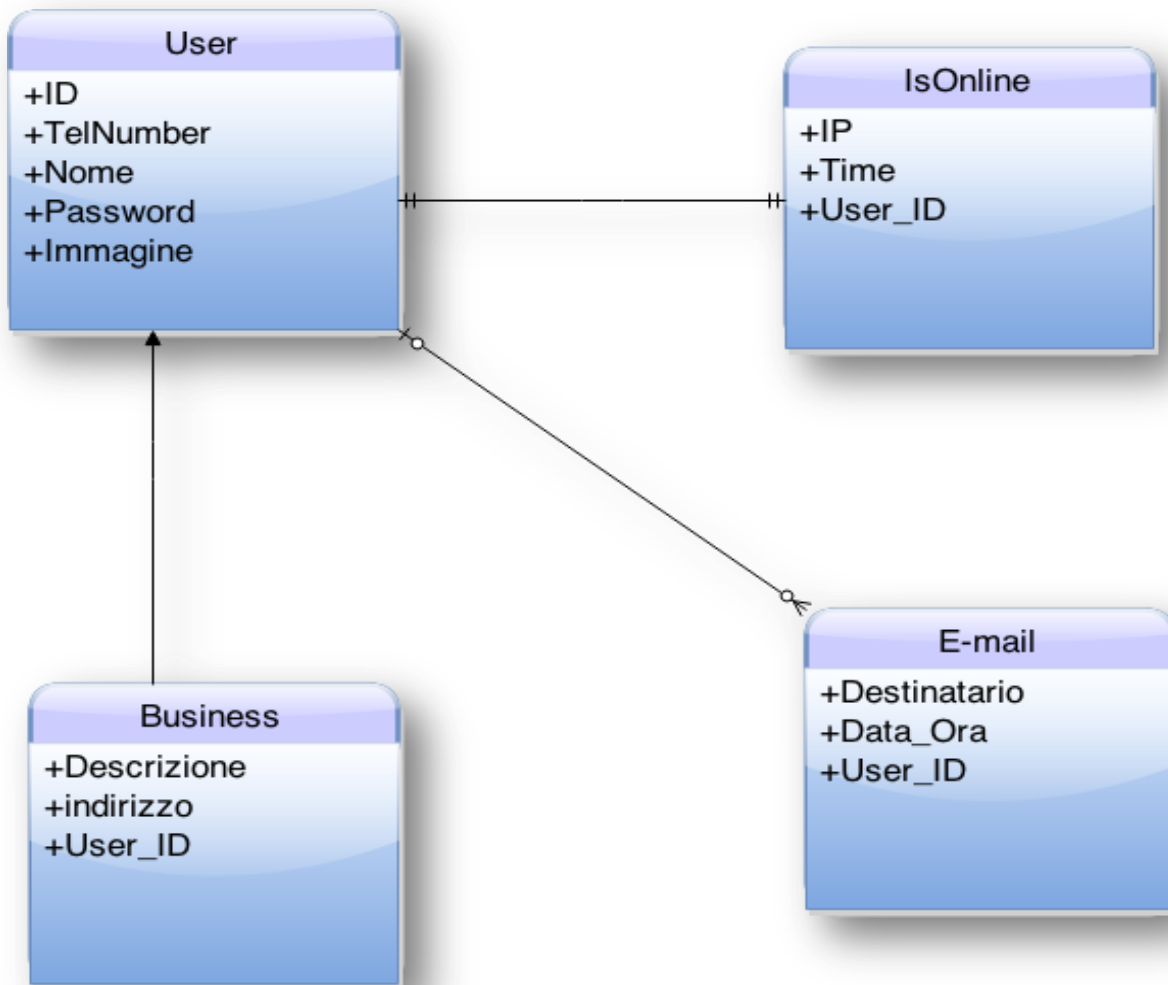 User
+ID
+TelNumber
+Nome
+Password
+Immagine
IsOnline
+IP
+Time
+User_ID
Business
+Descrizione
+indirizzo
+User_ID
E-mail
+Destinatario
+Data_Ora
+User_ID